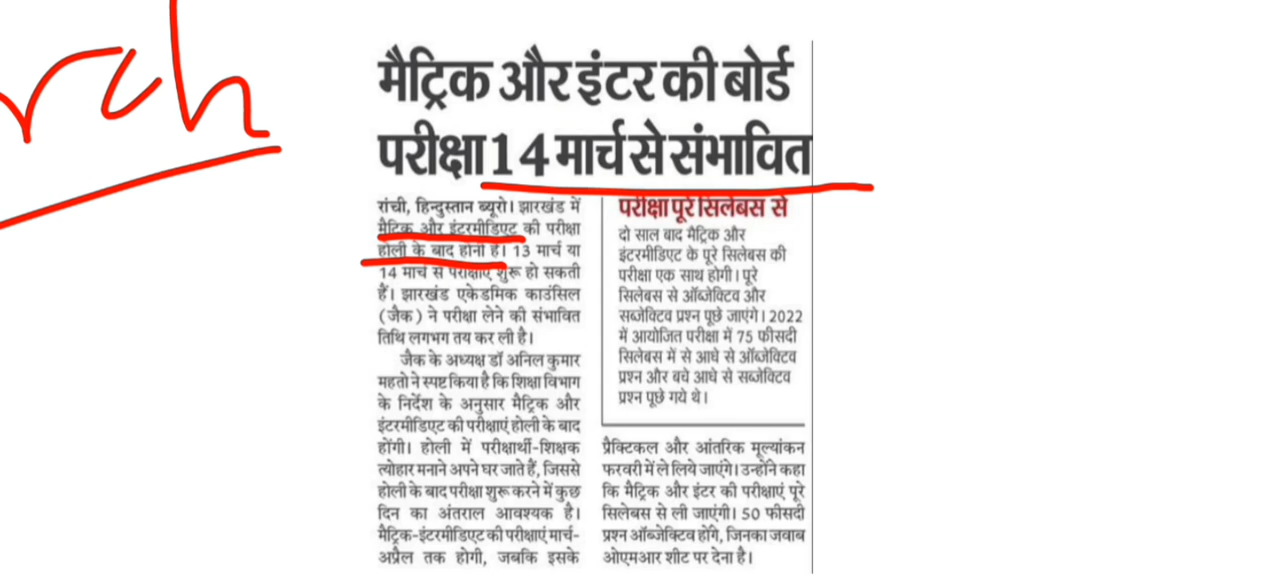 rch
मैट्रिक और इंटर की बोर्ड
परीक्षा 14 मार्च से संभावित
रांची, हिन्दुस्तान ब्यूरो। झारखंड में
मैट्रिक और इंटरमीडिएट की परीक्षा
होली के बाद होनी है। 13 मार्च या
14 मार्च से परीक्षाएं शुरू हो सकती
हैं। झारखंड एकेडमिक काउंसिल
(जैक) ने परीक्षा लेने की संभावित
तिथि लगभग तय कर ली है।
जैक के अध्यक्ष डॉ अनिल कुमार
महतो ने स्पष्ट किया है कि शिक्षा विभाग
के निर्देश के अनुसार मैट्रिक और
इंटरमीडिएट की परीक्षाएं होली के बाद
होंगी। होली में परीक्षार्थी-शिक्षक
त्योहार मनाने अपने घर जाते हैं, जिससे
होली के बाद परीक्षा शुरू करने में कुछ
दिन का अंतराल आवश्यक है।
मैट्रिक-इंटरमीडिएट की परीक्षाएं मार्च-
अप्रैल तक होगी, जबकि इसके
परीक्षा पूरे सिलेबस से
दो साल बाद मैट्रिक और
इंटरमीडिएट के पूरे सिलेबस की
परीक्षा एक साथ होगी। पूरे
सिलेबस से ऑब्जेक्टिव और
सब्जेक्टिव प्रश्न पूछे जाएंगे। 2022
में आयोजित परीक्षा में 75 फीसदी
सिलेबस में से आधे से ऑब्जेक्टिव
प्रश्न और बचे आधे से सब्जेक्टिव
प्रश्न पूछे गये थे।
प्रैक्टिकल और आंतरिक मूल्यांकन
फरवरी में ले लिये जाएंगे। उन्होंने कहा
कि मैट्रिक और इंटर की परीक्षाएं पूरे
सिलेबस से ली जाएंगी। 50 फीसदी
प्रश्न ऑब्जेक्टिव होंगे, जिनका जवाब
ओएमआर शीट पर देना है।